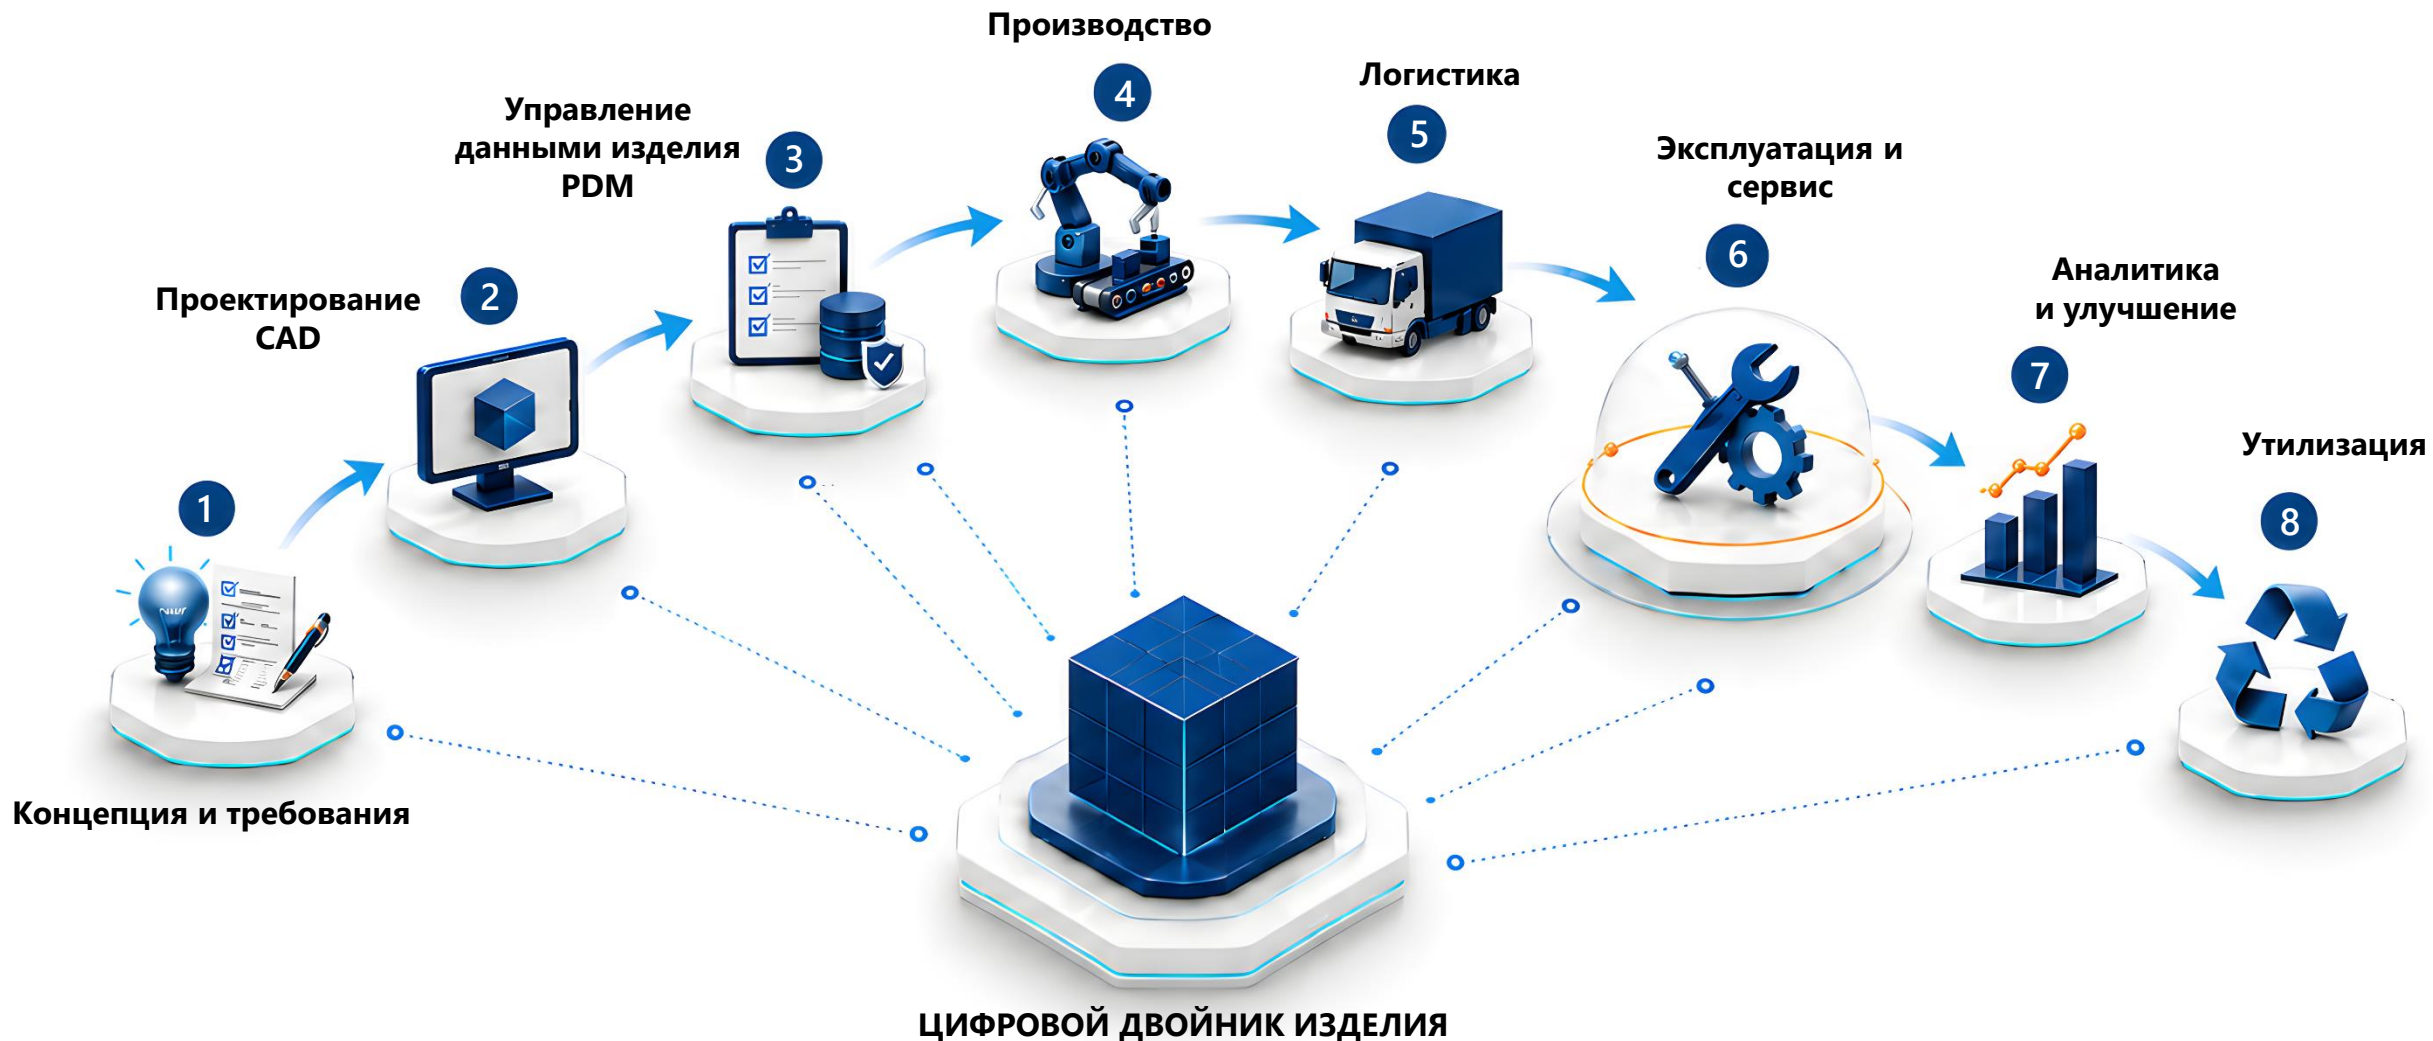 Концепция и требования
1
Проектирование
CAD
2
Управление
данными изделия
PDM
3
Производство
4
Логистика
5
Эксплуатация и
сервис
6
Аналитика
и улучшение
7
Утилизация
8
ЦИФРОВОЙ ДВОЙНИК ИЗДЕЛИЯ